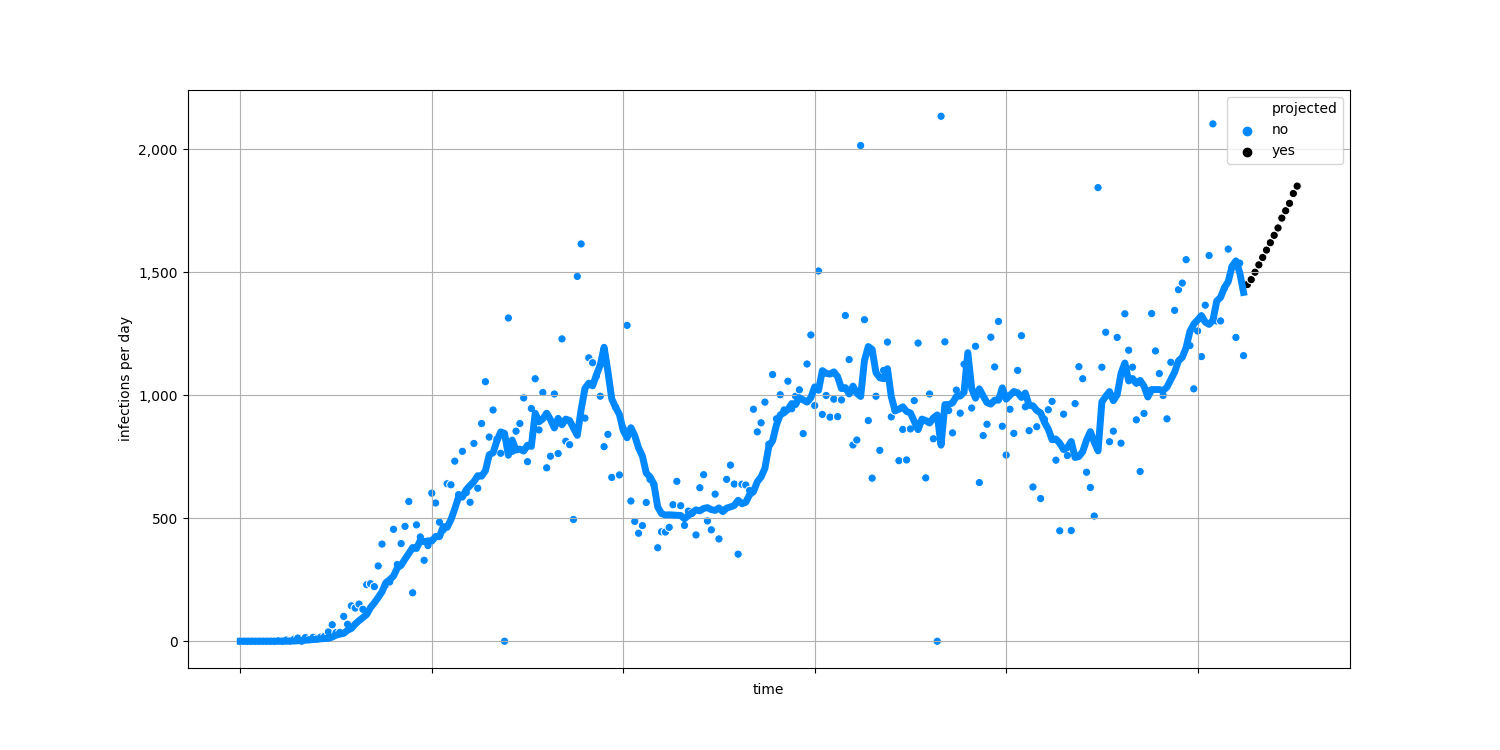 projected
no
yes
2,000
1,500
1,000
500
0
infections per day
time